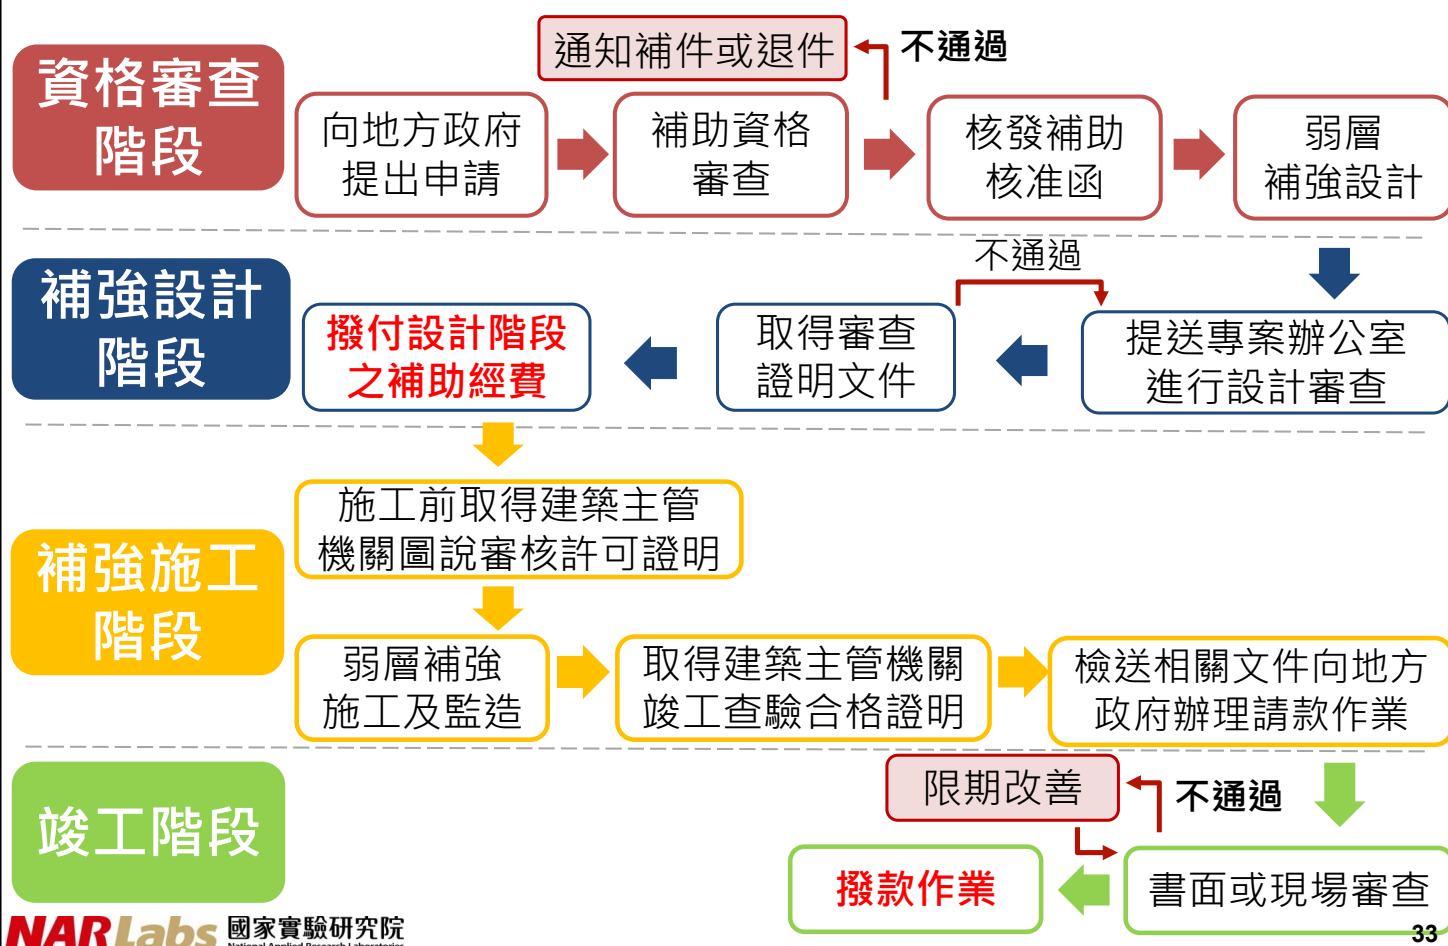 通知補件或退件
不通過
資格審查
階段
向地方政府
提出申請
補助資格
審查
核發補助
核准函
弱層
補強設計
不通過
補強設計
階段
撥付設計階段
之補助經費
取得審查
證明文件
提送專案辦公室
進行設計審查
施工前取得建築主管
機關圖說審核許可證明
補強施工
階段
弱層補強
施工及監造
取得建築主管機關
竣工查驗合格證明
檢送相關文件向地方
政府辦理請款作業
限期改善
不通過
竣工階段
撥款作業
書面或現場審查
NARLabs 國家實驗研究院
National Applied Research Laboratories
33